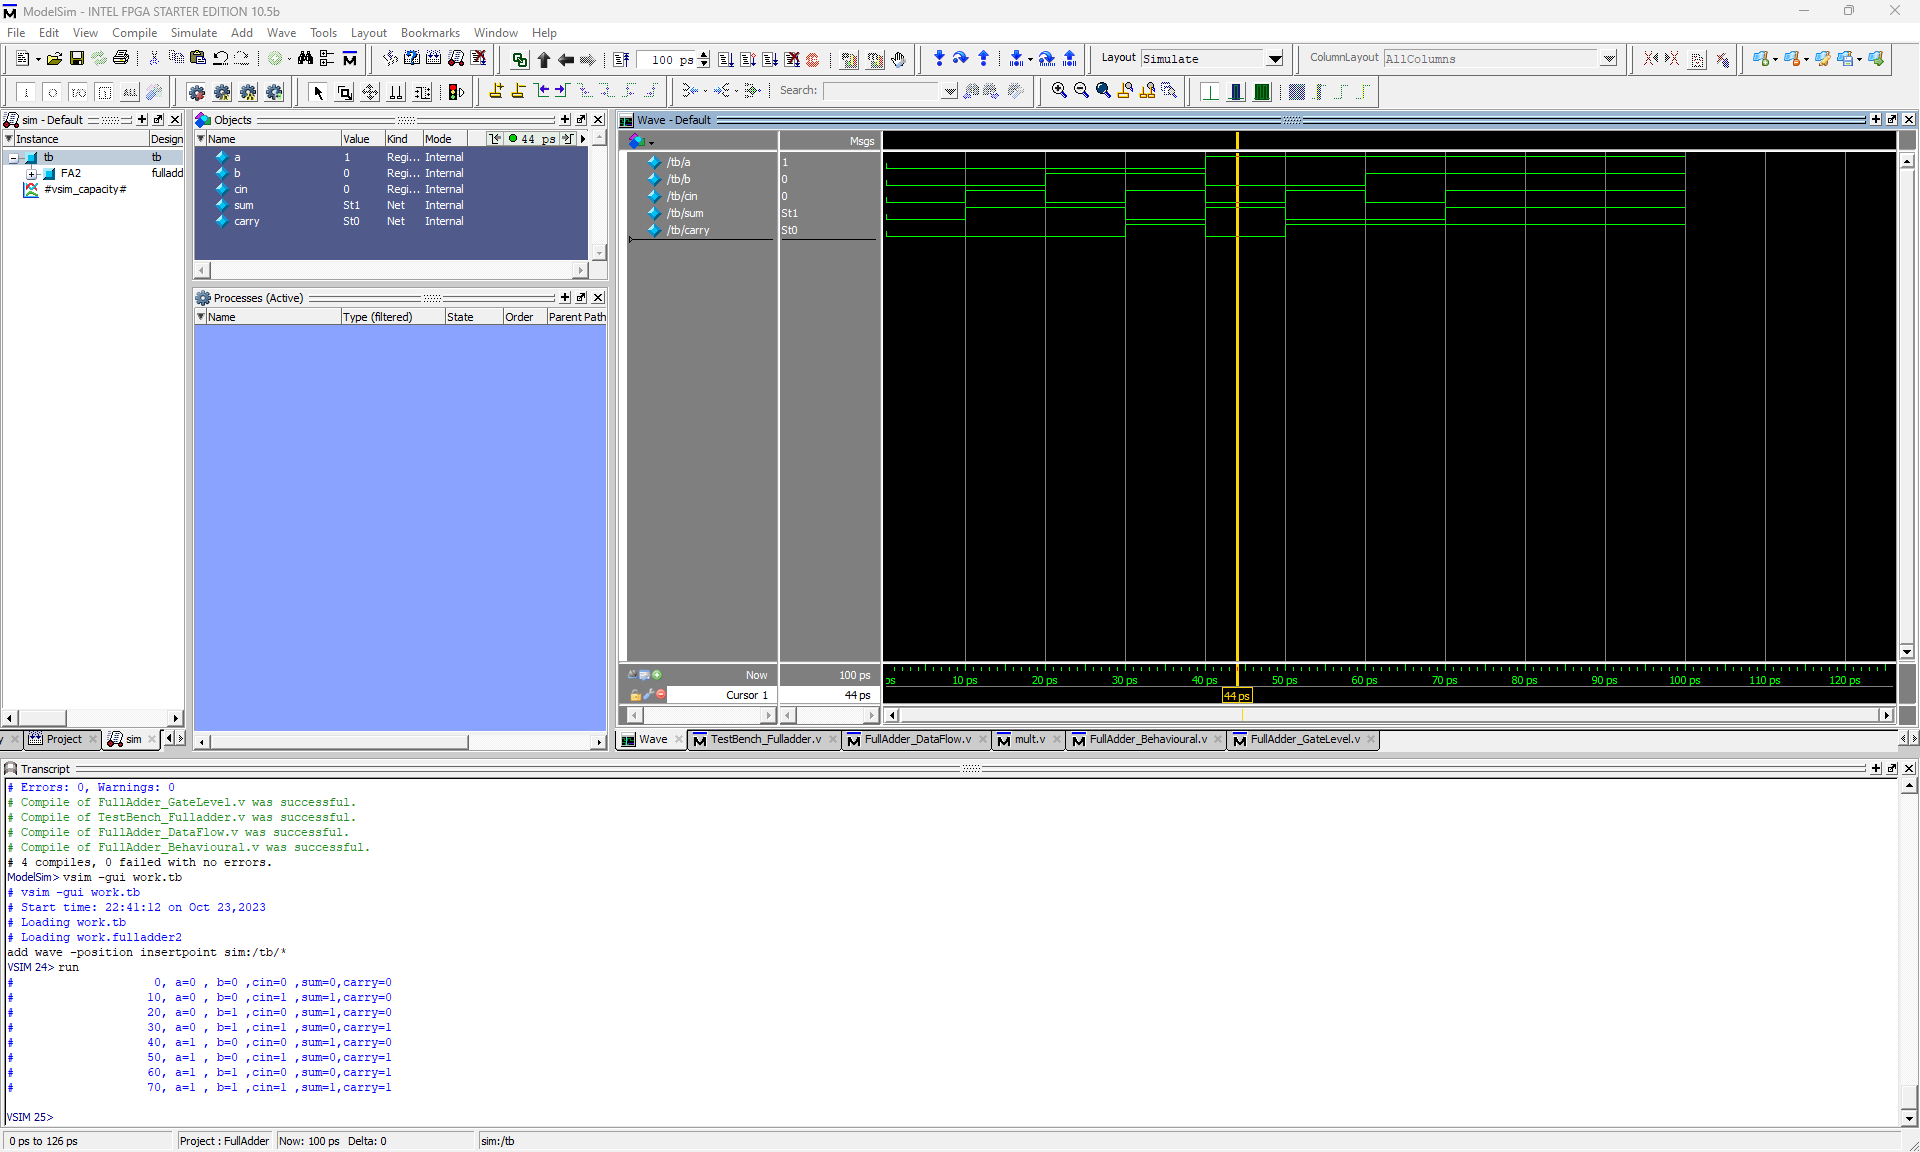 ModelSim - INTEL FPGA STARTER EDITION 10.5b
File Edit View Compile Simulate Add Wave Tools Layout Bookmarks Window Help
100 ps
Layout Simulate
ColumnLayout AllColumns
Search:
sim - Default
Instance Design
tb tb
FA2 fulladd
#vsim_capacity#
Objects
Name Value Kind Mode 44 ps
a 1 Regi... Internal
b 0 Regi... Internal
cin 0 Regi... Internal
sum St1 Net Internal
carry St0 Net Internal
Processes (Active)
Name Type (filtered) State Order Parent Path
Wave - Default
Msgs
/tb/a 1
/tb/b 0
/tb/cin 0
/tb/sum St1
/tb/carry St0
Now 100 ps
ps 10 ps 20 ps 30 ps 40 ps 50 ps 60 ps 70 ps 80 ps 90 ps 100 ps 110 ps 120 ps
Cursor 1 44 ps
44 ps
Project sim
Wave TestBench_Fulladder.v FullAdder_DataFlow.v mult.v FullAdder_Behavioural.v FullAdder_GateLevel.v
Transcript
# Errors: 0, Warnings: 0
# Compile of FullAdder_GateLevel.v was successful.
# Compile of TestBench_Fulladder.v was successful.
# Compile of FullAdder_DataFlow.v was successful.
# Compile of FullAdder_Behavioural.v was successful.
# 4 compiles, 0 failed with no errors.
ModelSim> vsim -gui work.tb
# vsim -gui work.tb
# Start time: 22:41:12 on Oct 23,2023
# Loading work.tb
# Loading work.fulladder2
add wave -position insertpoint sim:/tb/*
VSIM 24> run
# 0, a=0 , b=0 ,cin=0 ,sum=0,carry=0
# 10, a=0 , b=0 ,cin=1 ,sum=1,carry=0
# 20, a=0 , b=1 ,cin=0 ,sum=1,carry=0
# 30, a=0 , b=1 ,cin=1 ,sum=0,carry=1
# 40, a=1 , b=0 ,cin=0 ,sum=1,carry=0
# 50, a=1 , b=0 ,cin=1 ,sum=0,carry=1
# 60, a=1 , b=1 ,cin=0 ,sum=0,carry=1
# 70, a=1 , b=1 ,cin=1 ,sum=1,carry=1
VSIM 25>
0 ps to 126 ps Project : FullAdder Now: 100 ps Delta: 0 sim:/tb